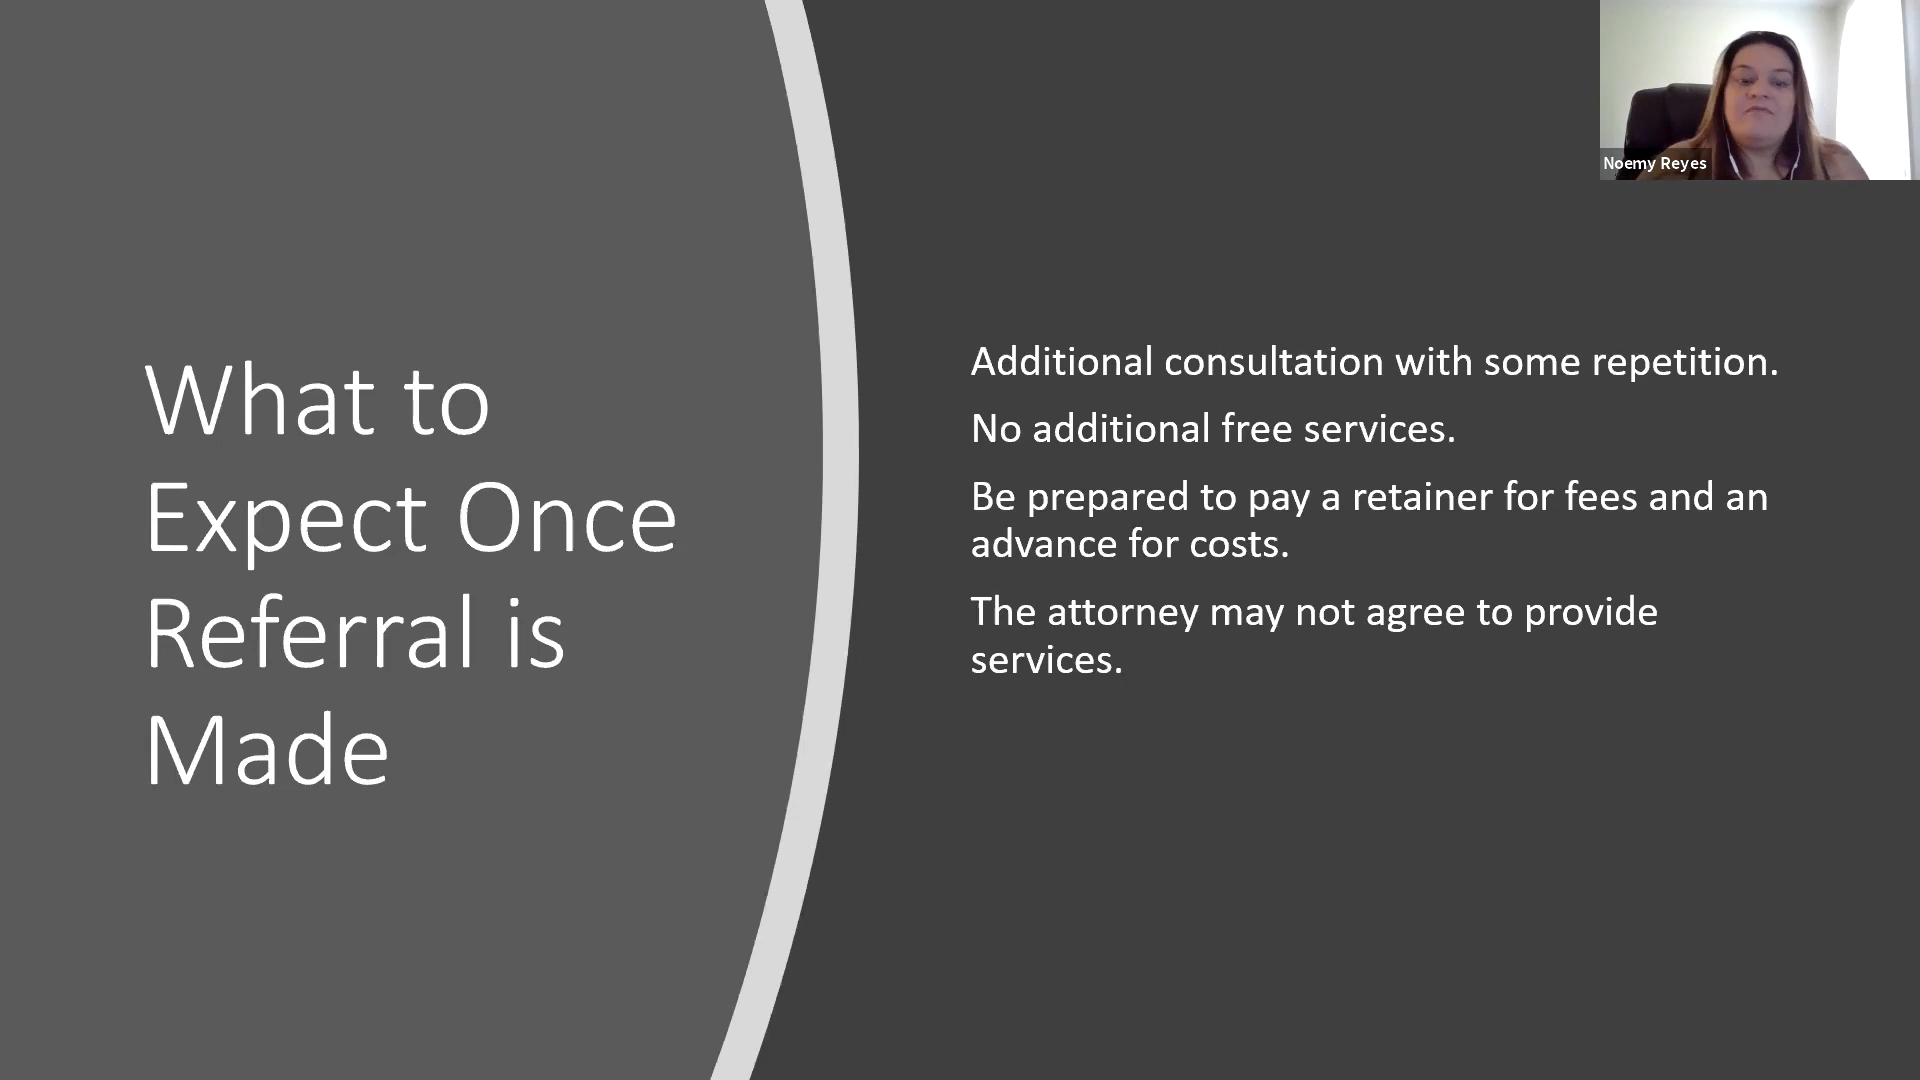 What to
Expect Once
Referral is
Made
Additional consultation with some repetition.
No additional free services.
Be prepared to pay a retainer for fees and an
advance for costs.
The attorney may not agree to provide
services.
Noemy Reyes